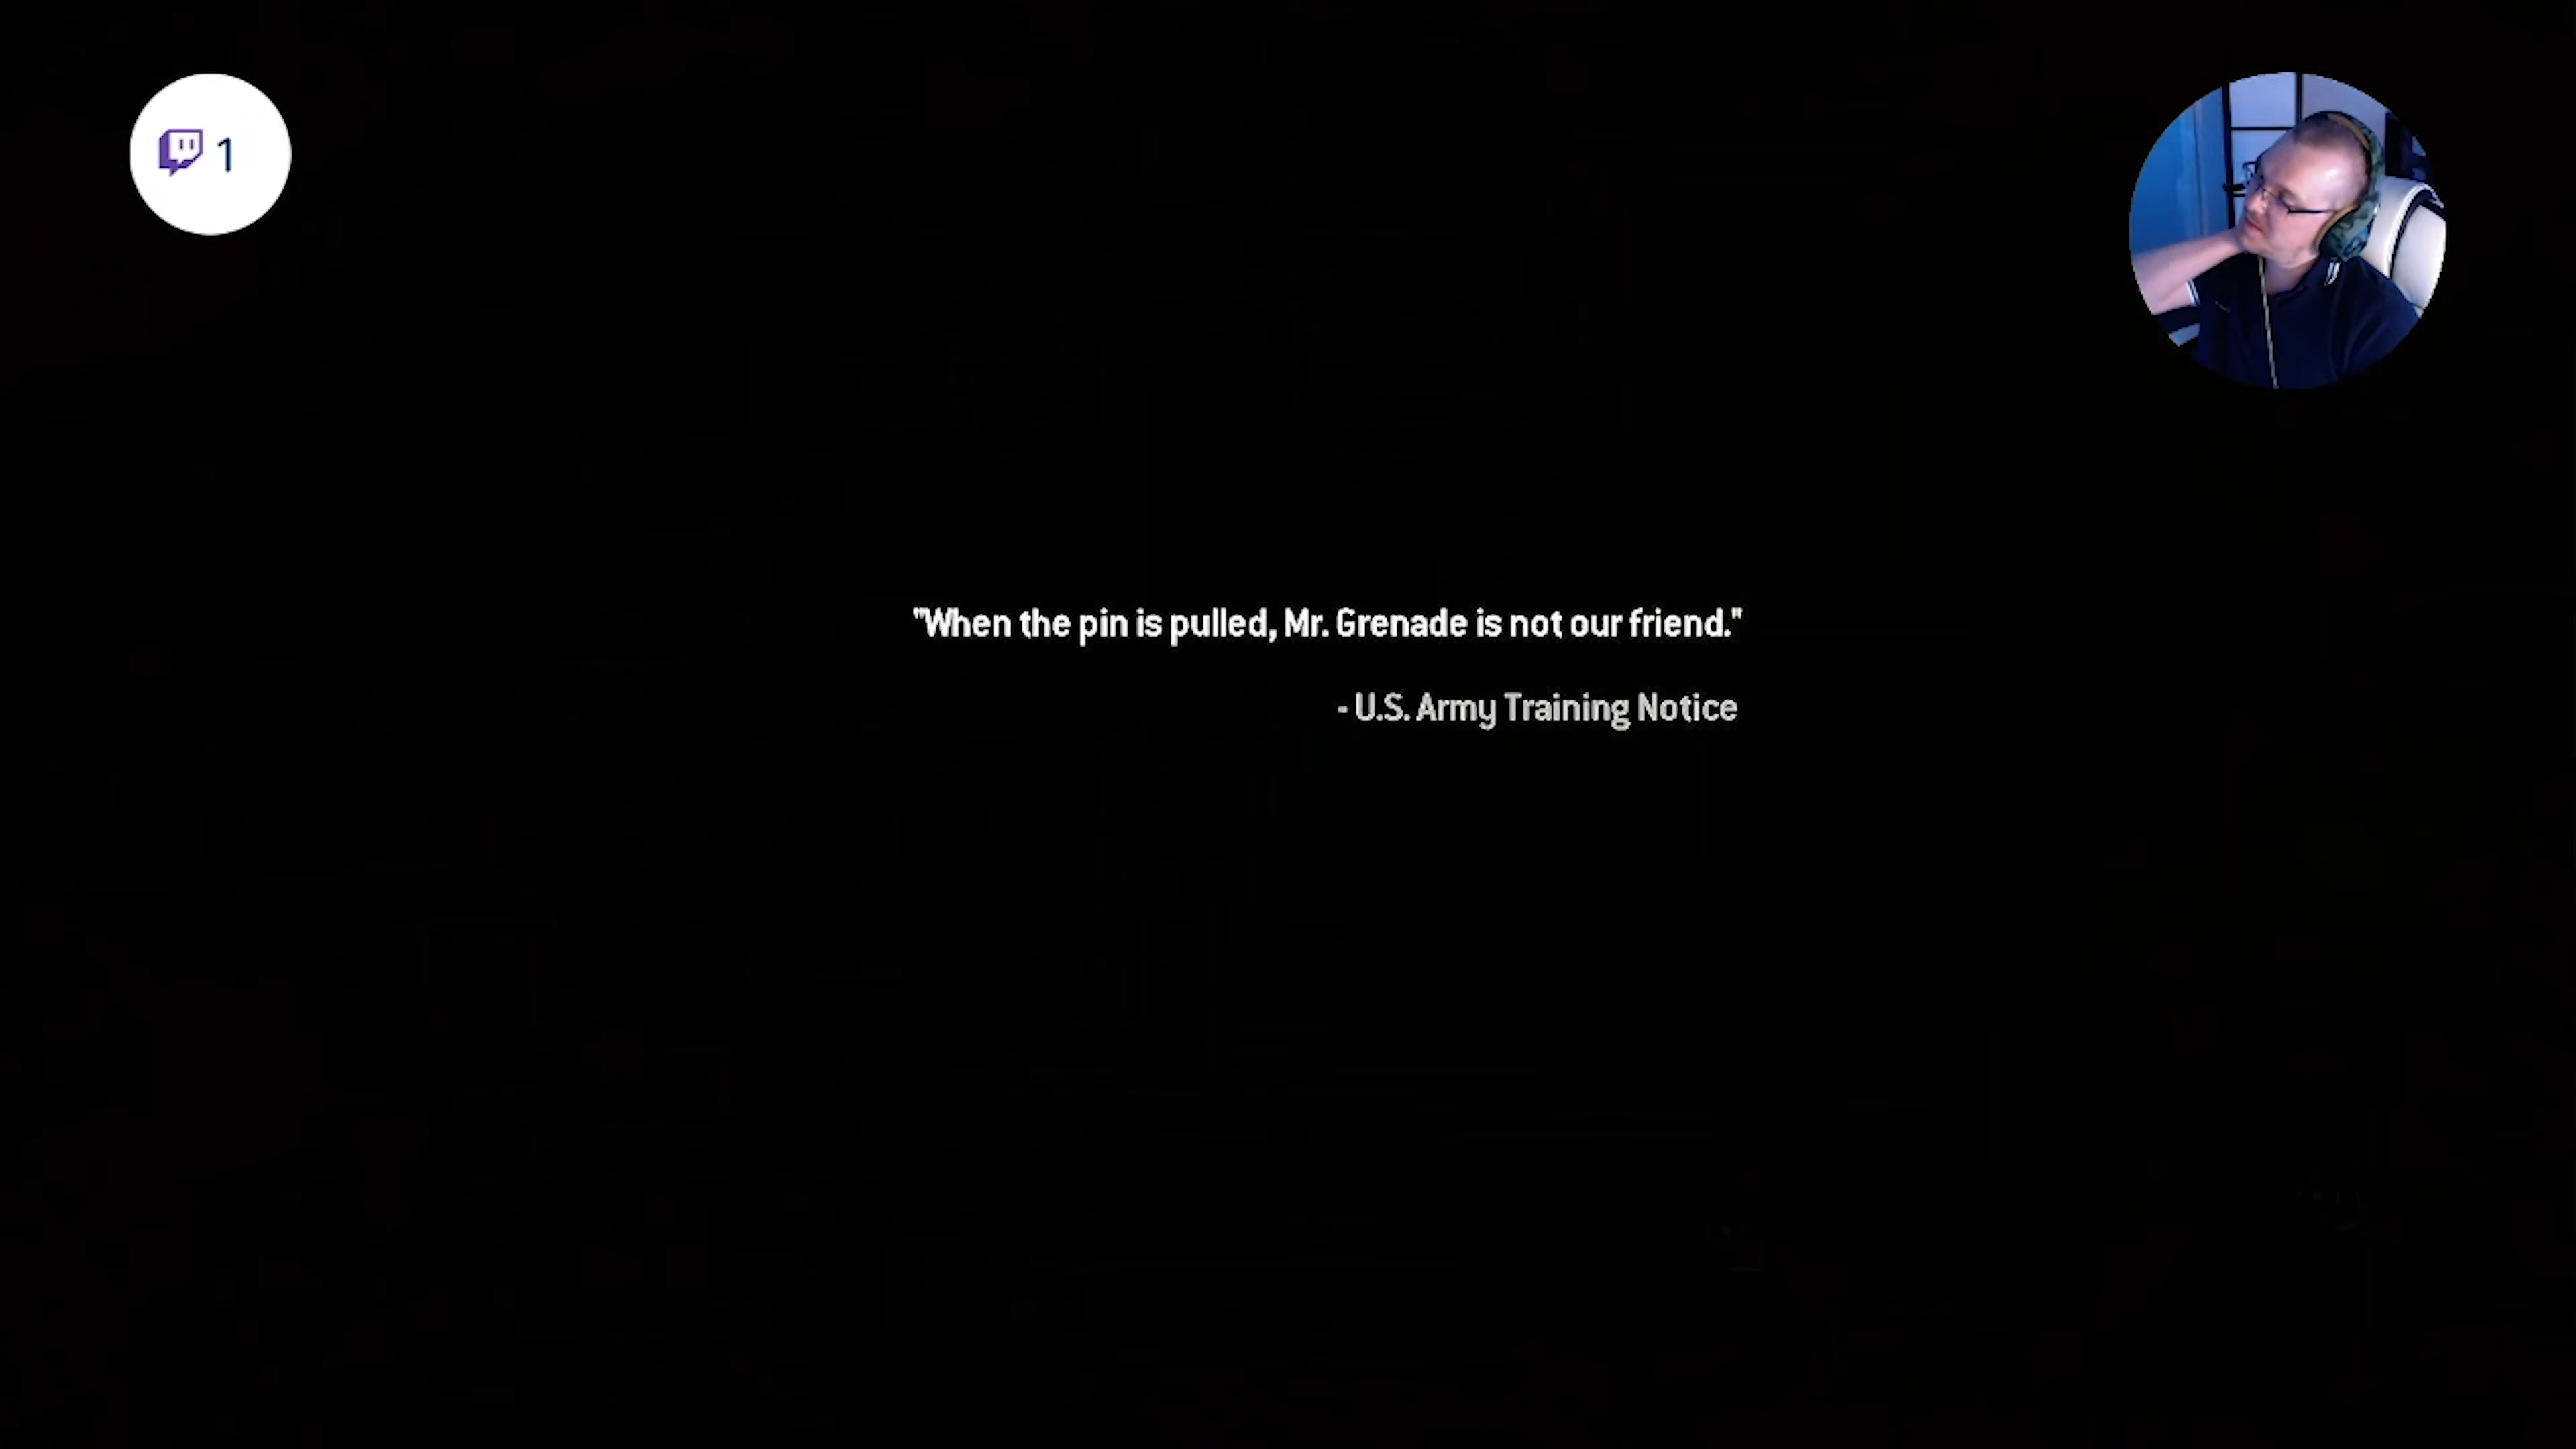 1
"When the pin is pulled, Mr. Grenade is not our friend."
- U.S. Army Training Notice